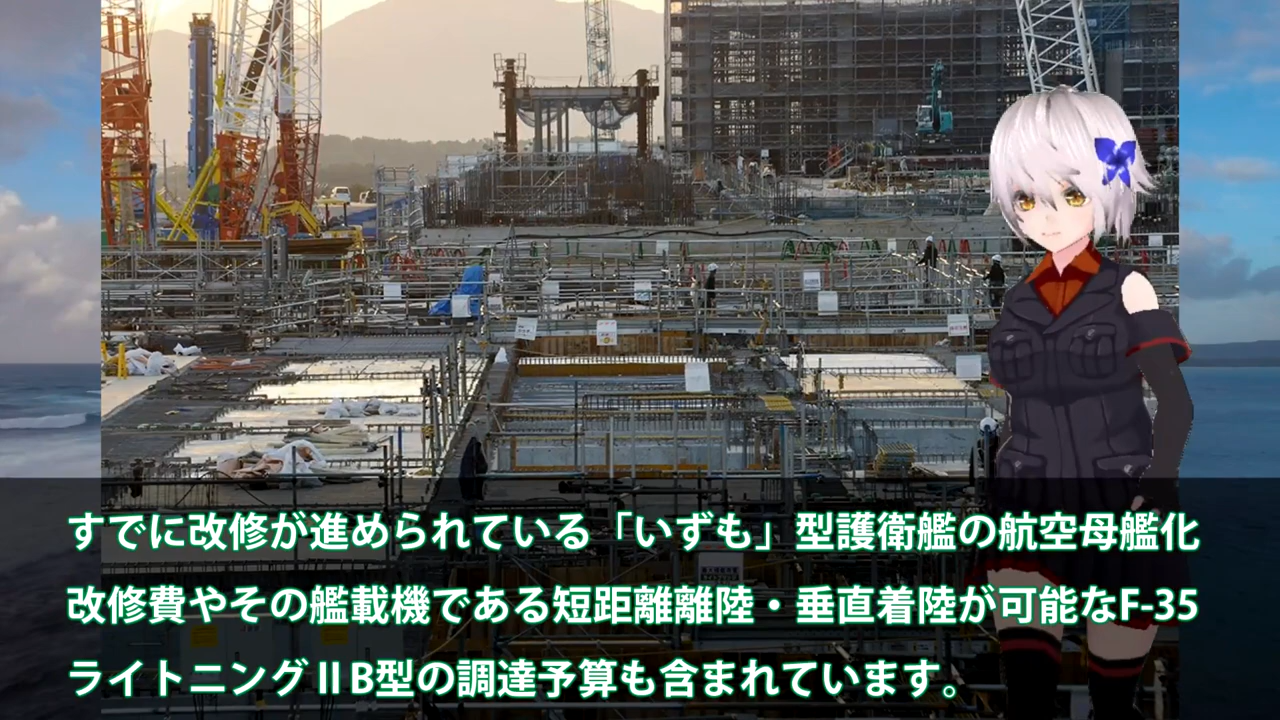 すでに改修が進められている「いずも」型護衛艦の航空母艦化
改修費やその艦載機である短距離離陸・垂直着陸が可能なF-35
ライトニングⅡB型の調達予算も含まれています。